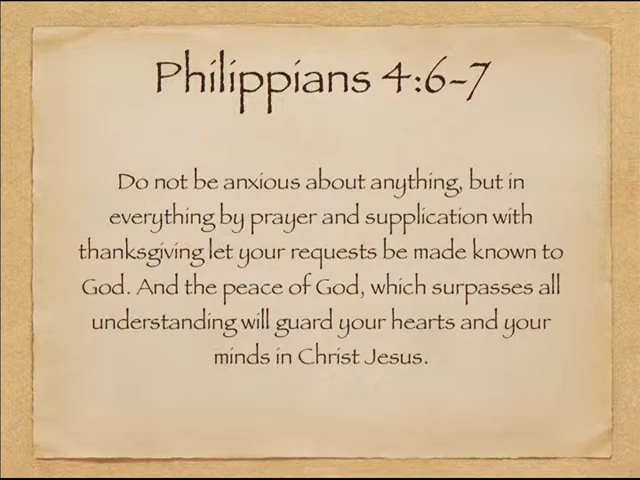 Philippians 4:6-7
Do not be anxious about anything, but in
everything by prayer and supplication with
thanksgiving let your requests be made known to
God. And the peace of God, which surpasses all
understanding will guard your hearts and your
minds in Christ Jesus.